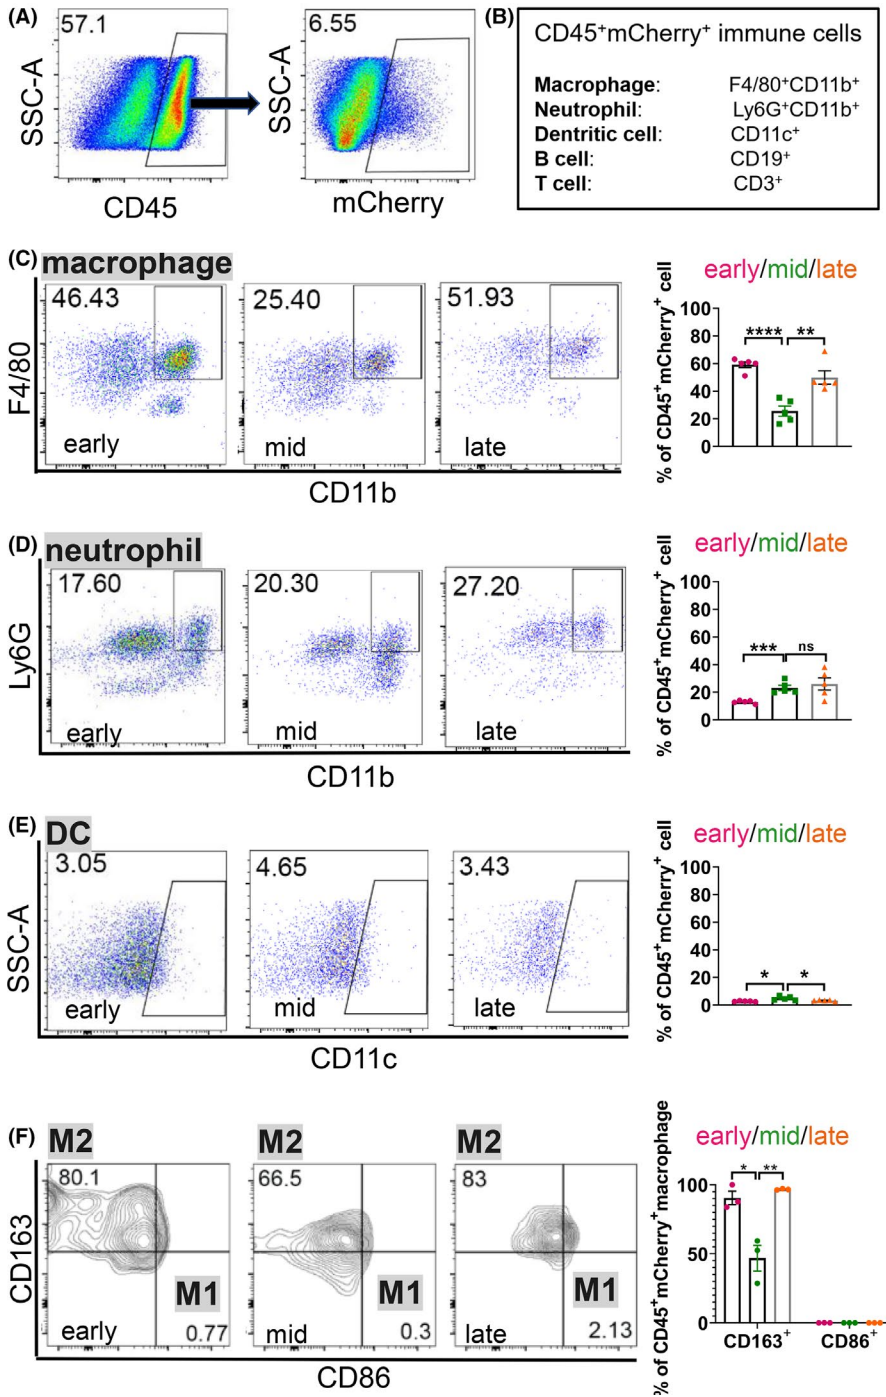 (A)
57.1
SSC-A
CD45
6.55
SSC-A
mCherry
(B)
CD45⁺mCherry⁺ immune cells
Macrophage: F4/80⁺CD11b⁺
Neutrophil: Ly6G⁺CD11b⁺
Dentritic cell: CD11c⁺
B cell: CD19⁺
T cell: CD3⁺
(C)
macrophage
46.43
25.40
51.93
F4/80
early
mid
late
CD11b
early/mid/late
% of CD45⁺mCherry⁺ cell
100
80
60
40
20
0
****
**
(D)
neutrophil
17.60
20.30
27.20
Ly6G
early
mid
late
CD11b
early/mid/late
% of CD45⁺mCherry⁺ cell
100
80
60
40
20
0
***
ns
(E)
DC
3.05
4.65
3.43
SSC-A
early
mid
late
CD11c
early/mid/late
% of CD45⁺mCherry⁺ cell
100
80
60
40
20
0
*
*
(F)
M2
M2
M2
80.1
66.5
83
CD163
M1
M1
M1
early
0.77
mid
0.3
late
2.13
CD86
early/mid/late
% of CD45⁺mCherry⁺ macrophage
100
50
0
*
**
CD163⁺
CD86⁺